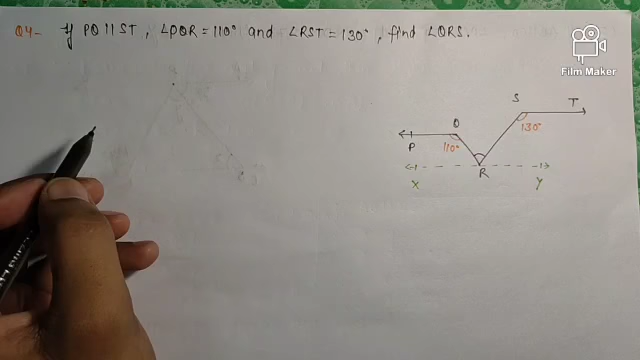 Q4- If PQ || ST, ∠PQR = 110° and ∠RST = 130°, find ∠QRS.
Film Maker
S
T
Q
130°
P
110°
R
X
Y